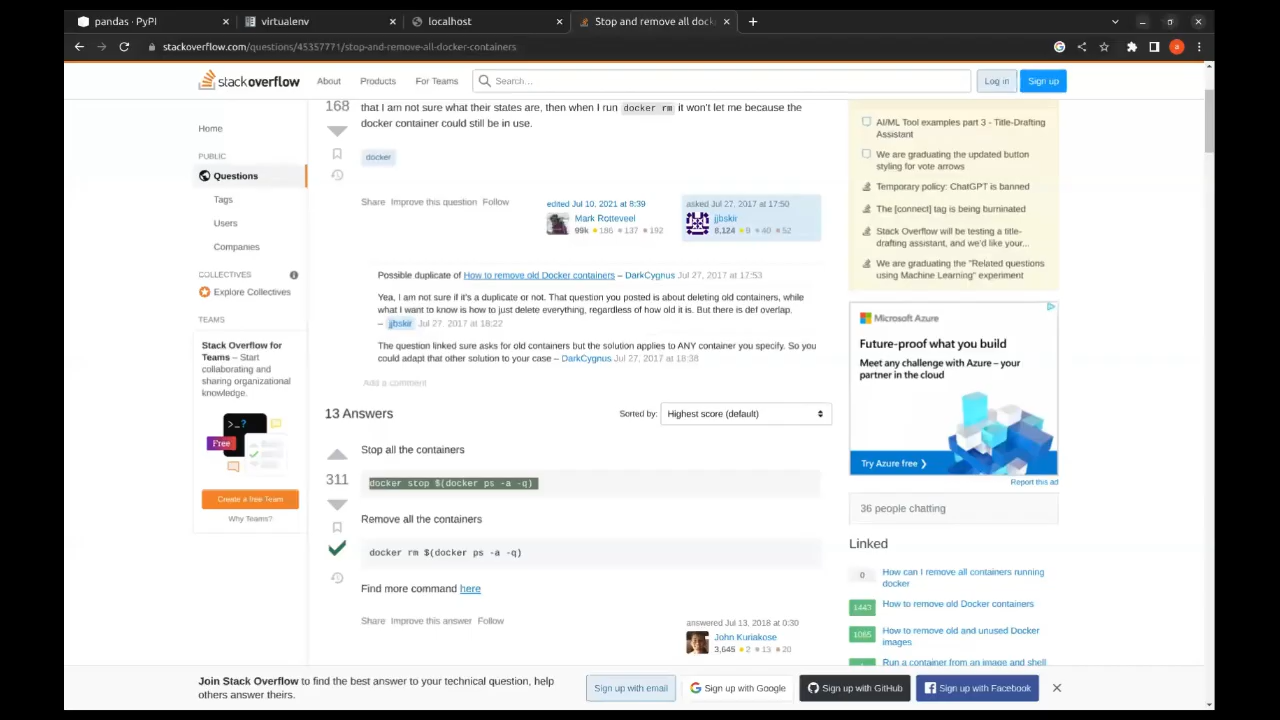 pandas · PyPI
virtualenv
localhost
Stop and remove all dock
stackoverflow.com/questions/45357771/stop-and-remove-all-docker-containers
stackoverflow
About
Products
For Teams
Search...
Log in
Sign up
Home
PUBLIC
Questions
Tags
Users
Companies
COLLECTIVES
Explore Collectives
TEAMS
Stack Overflow for
Teams – Start
collaborating and
sharing organizational
knowledge.
>_?
Free
Create a free Team
Why Teams?
168
that I am not sure what their states are, then when I run docker rm it won't let me because the
docker container could still be in use.
docker
Share Improve this question Follow
edited Jul 10, 2021 at 8:39
Mark Rotteveel
99k 186 137 192
asked Jul 27, 2017 at 17:50
jjbskir
8,124 9 40 52
Possible duplicate of How to remove old Docker containers – DarkCygnus Jul 27, 2017 at 17:53
Yea, I am not sure if it's a duplicate or not. That question you posted is about deleting old containers, while
what I want to know is how to just delete everything, regardless of how old it is. But there is def overlap.
– jjbskir Jul 27, 2017 at 18:22
The question linked sure asks for old containers but the solution applies to ANY container you specify. So you
could adapt that other solution to your case – DarkCygnus Jul 27, 2017 at 18:38
Add a comment
13 Answers
Sorted by:
Highest score (default)
311
Stop all the containers
docker stop $(docker ps -a -q)
Remove all the containers
docker rm $(docker ps -a -q)
Find more command here
Share Improve this answer Follow
answered Jul 13, 2018 at 0:30
John Kuriakose
3,645 2 13 20
AI/ML Tool examples part 3 - Title-Drafting
Assistant
We are graduating the updated button
styling for vote arrows
Temporary policy: ChatGPT is banned
The [connect] tag is being burninated
Stack Overflow will be testing a title-
drafting assistant, and we'd like your...
We are graduating the "Related questions
using Machine Learning" experiment
Microsoft Azure
Future-proof what you build
Meet any challenge with Azure – your
partner in the cloud
Try Azure free ❯
Report this ad
36 people chatting
Linked
0
How can I remove all containers running
docker
1443
How to remove old Docker containers
1065
How to remove old and unused Docker
images
Run a container from an image and shell
Join Stack Overflow to find the best answer to your technical question, help
others answer theirs.
Sign up with email
Sign up with Google
Sign up with GitHub
Sign up with Facebook